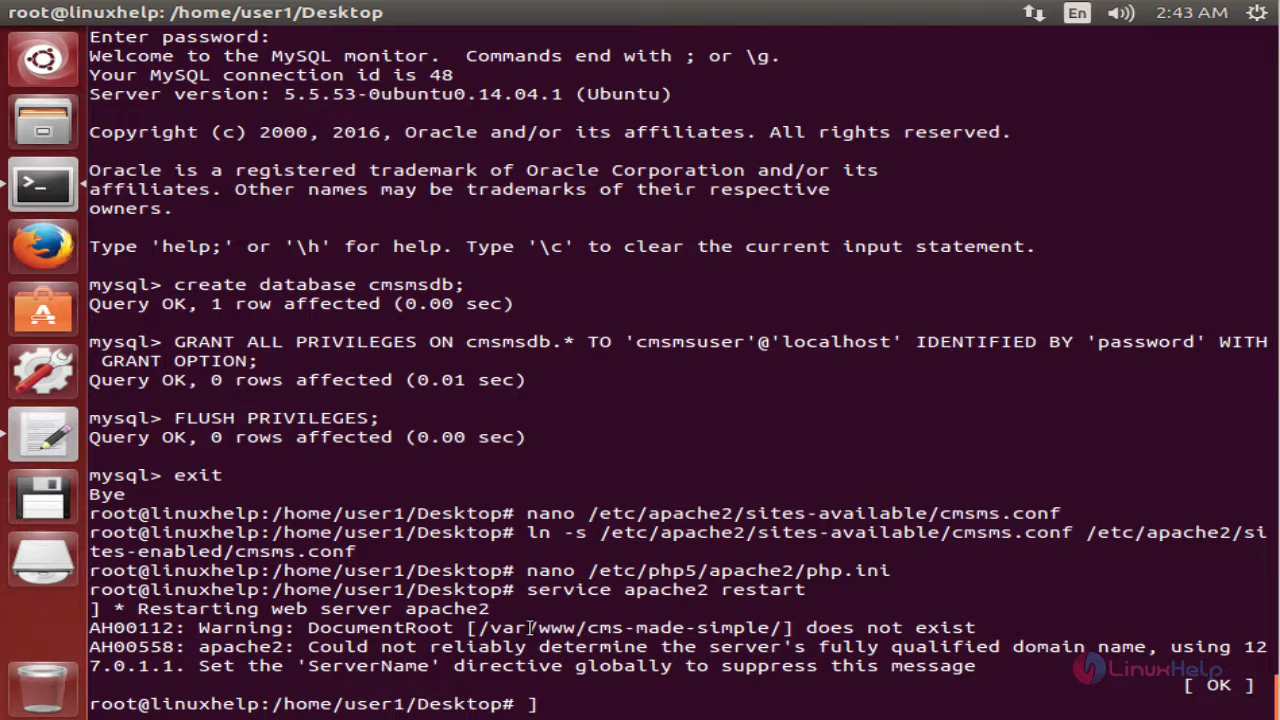 root@linuxhelp: /home/user1/Desktop
En
2:43 AM
Enter password:
Welcome to the MySQL monitor.  Commands end with ; or \g.
Your MySQL connection id is 48
Server version: 5.5.53-0ubuntu0.14.04.1 (Ubuntu)
Copyright (c) 2000, 2016, Oracle and/or its affiliates. All rights reserved.
Oracle is a registered trademark of Oracle Corporation and/or its
affiliates. Other names may be trademarks of their respective
owners.
Type 'help;' or '\h' for help. Type '\c' to clear the current input statement.
mysql> create database cmsmsdb;
Query OK, 1 row affected (0.00 sec)
mysql> GRANT ALL PRIVILEGES ON cmsmsdb.* TO 'cmsmsuser'@'localhost' IDENTIFIED BY 'password' WITH
 GRANT OPTION;
Query OK, 0 rows affected (0.01 sec)
mysql> FLUSH PRIVILEGES;
Query OK, 0 rows affected (0.00 sec)
mysql> exit
Bye
root@linuxhelp:/home/user1/Desktop# nano /etc/apache2/sites-available/cmsms.conf
root@linuxhelp:/home/user1/Desktop# ln -s /etc/apache2/sites-available/cmsms.conf /etc/apache2/si
tes-enabled/cmsms.conf
root@linuxhelp:/home/user1/Desktop# nano /etc/php5/apache2/php.ini
root@linuxhelp:/home/user1/Desktop# service apache2 restart
] * Restarting web server apache2
AH00112: Warning: DocumentRoot [/var/www/cms-made-simple/] does not exist
AH00558: apache2: Could not reliably determine the server's fully qualified domain name, using 12
7.0.1.1. Set the 'ServerName' directive globally to suppress this message
LinuxHelp
[ OK ]
root@linuxhelp:/home/user1/Desktop# ]